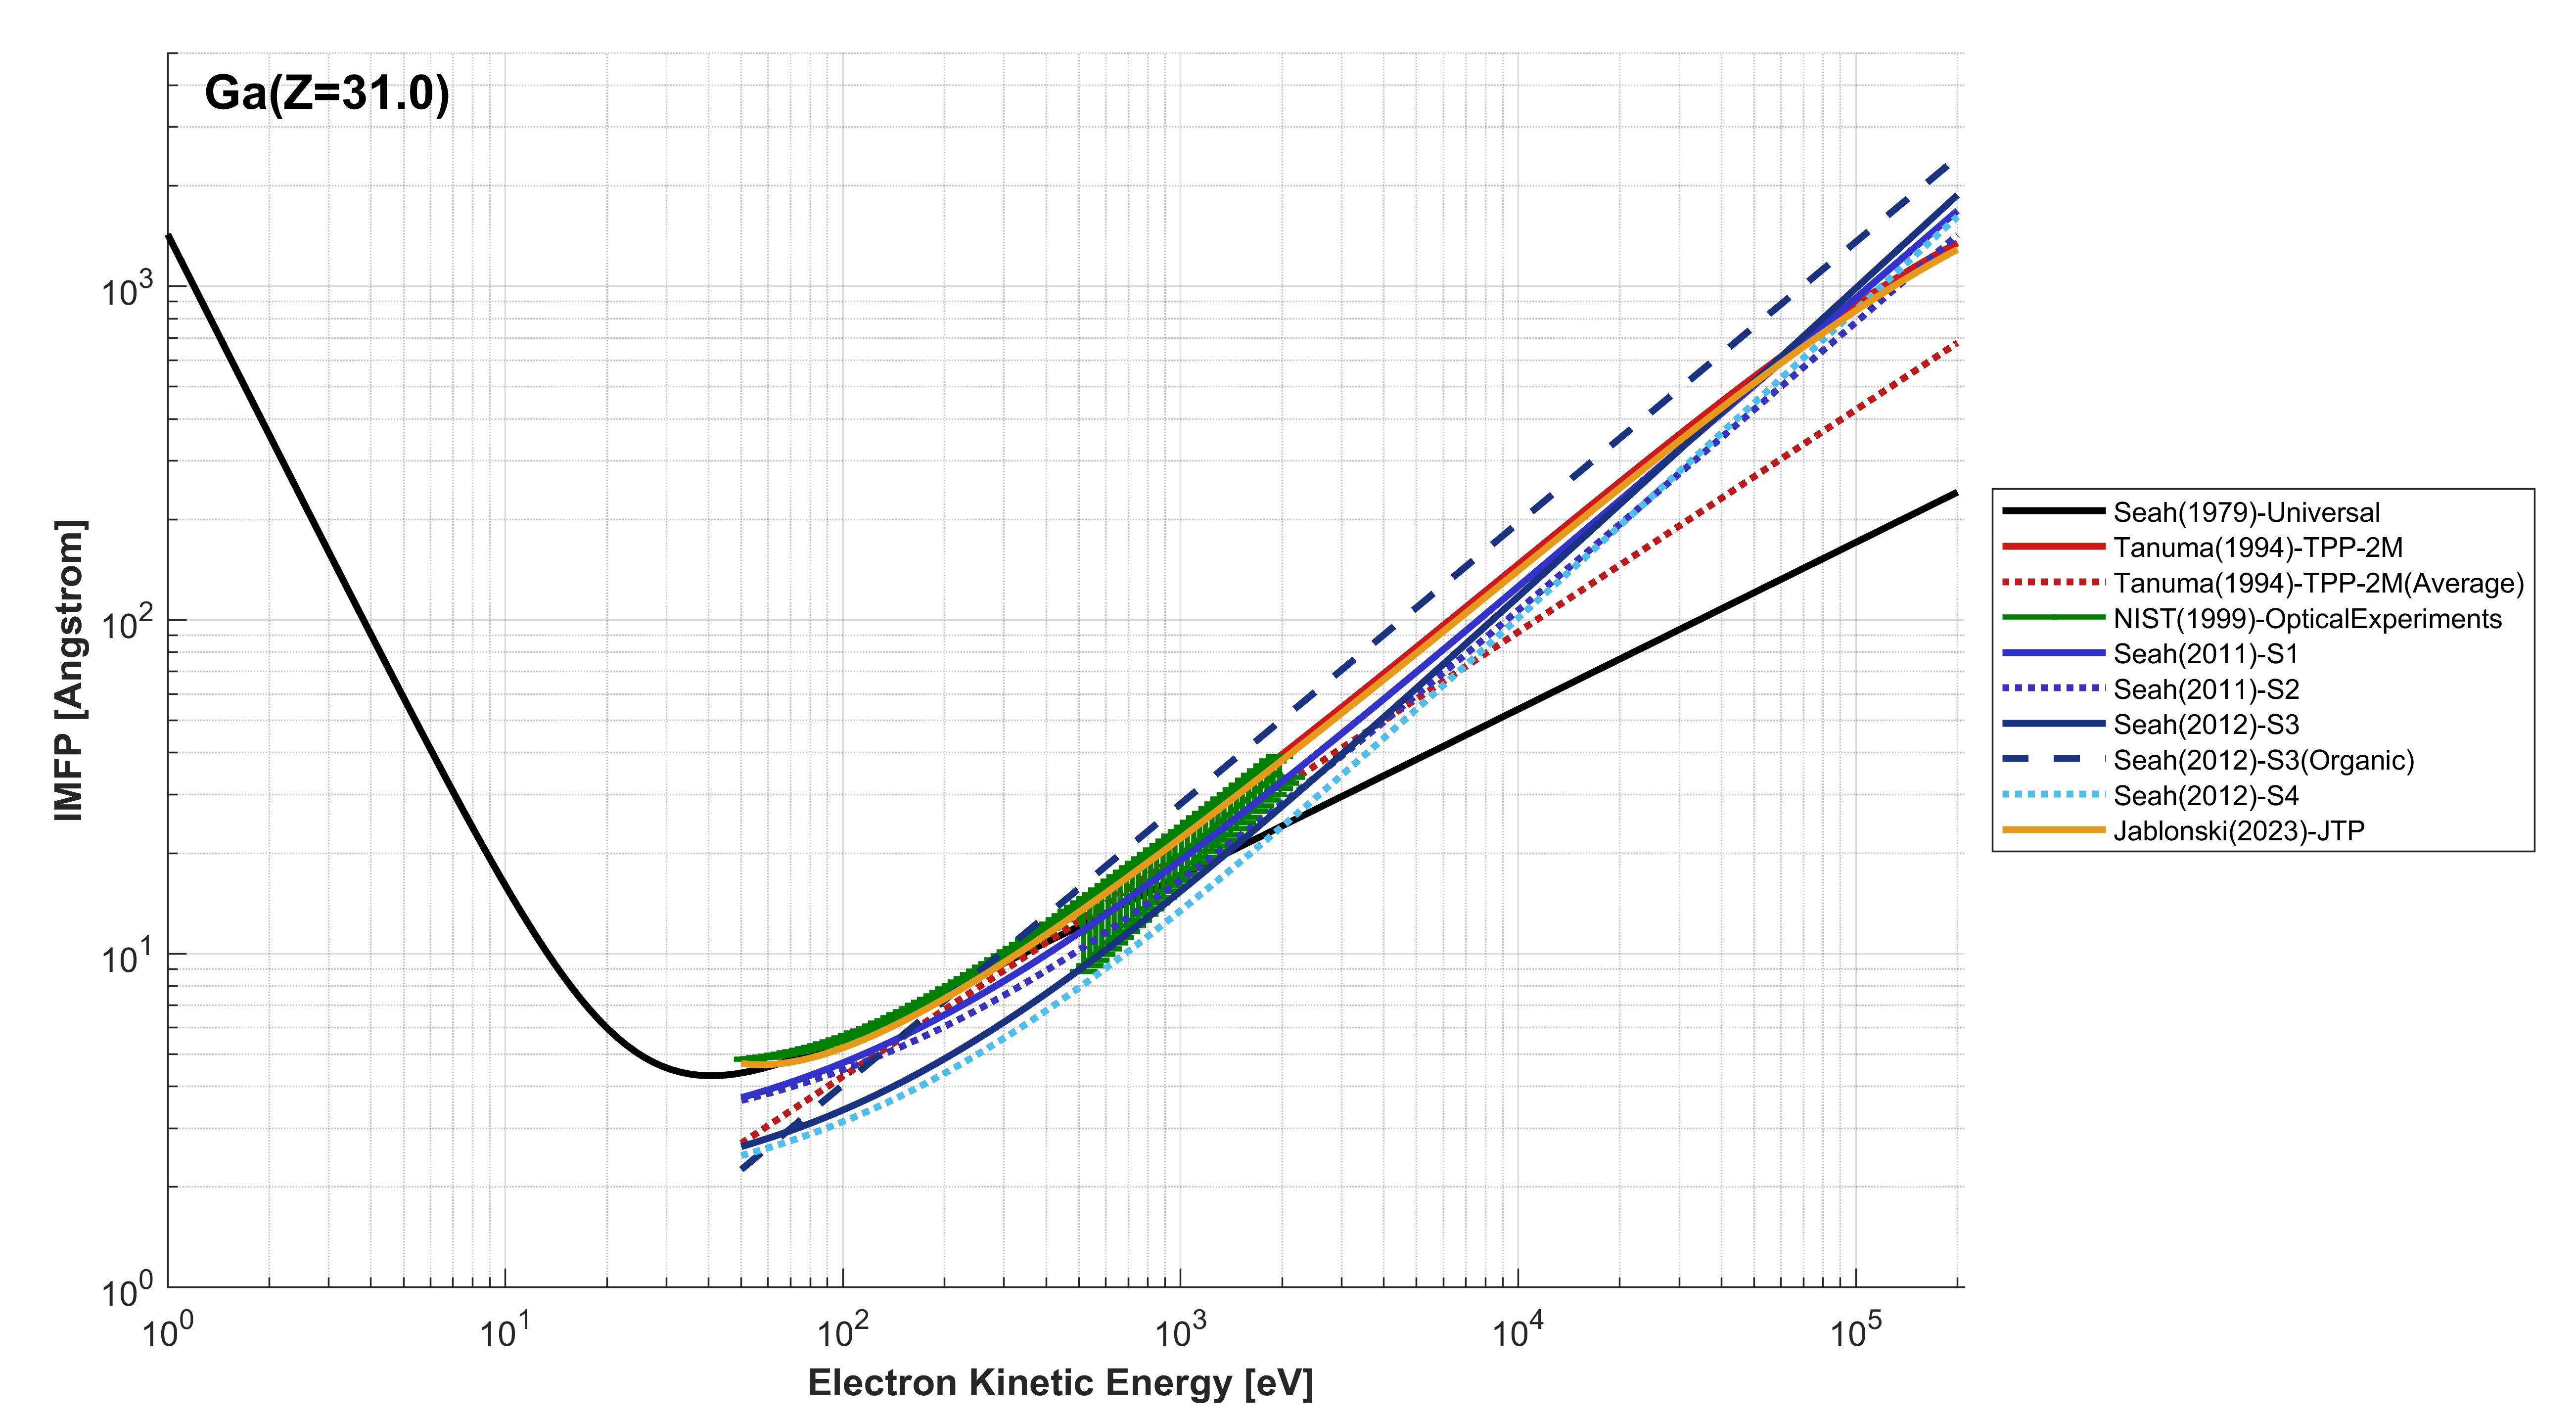 Ga(Z=31.0)
IMFP [Angstrom]
10^3
10^2
10^1
10^0
10^0 10^1 10^2 10^3 10^4 10^5
Electron Kinetic Energy [eV]
Seah(1979)-Universal
Tanuma(1994)-TPP-2M
Tanuma(1994)-TPP-2M(Average)
NIST(1999)-OpticalExperiments
Seah(2011)-S1
Seah(2011)-S2
Seah(2012)-S3
Seah(2012)-S3(Organic)
Seah(2012)-S4
Jablonski(2023)-JTP